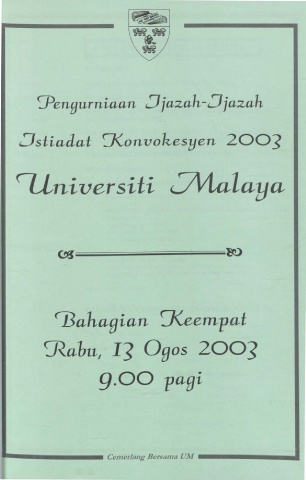 Pengurniaan Ijazah-Ijazah
Istiadat Konvokesyen 2003
Universiti Malaya
Bahagian Keempat
Rabu, 13 Ogos 2003
9.00 pagi
Cemerlang Bersama UM